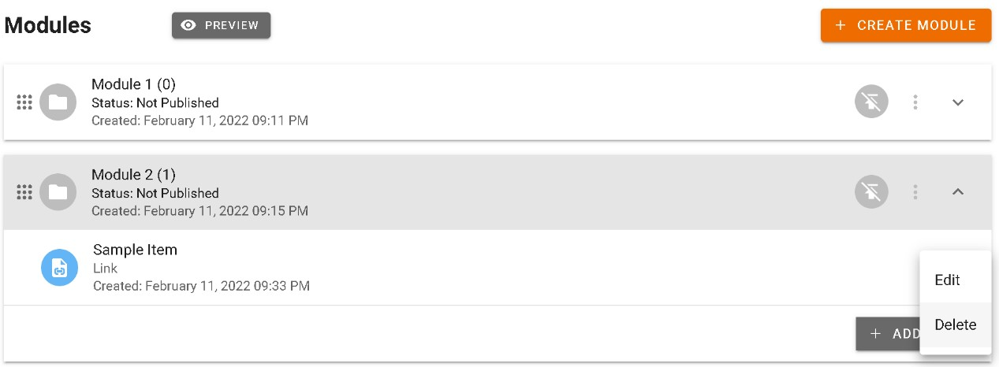 Modules
PREVIEW
+ CREATE MODULE
Module 1 (0)
Status: Not Published
Created: February 11, 2022 09:11 PM
Module 2 (1)
Status: Not Published
Created: February 11, 2022 09:15 PM
Sample Item
Link
Created: February 11, 2022 09:33 PM
Edit
Delete
+ ADD